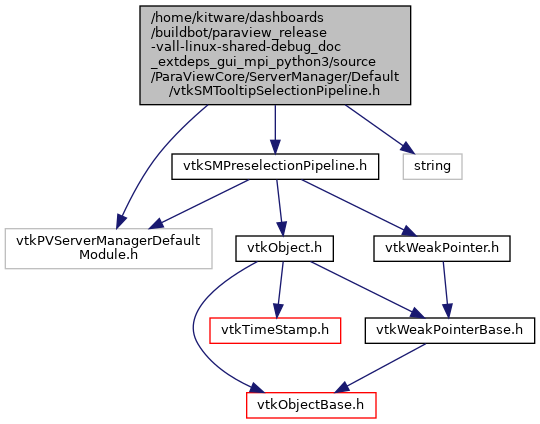 /home/kitware/dashboards
/buildbot/paraview_release
-vall-linux-shared-debug_doc
_extdeps_gui_mpi_python3/source
/ParaViewCore/ServerManager/Default
/vtkSMTooltipSelectionPipeline.h
vtkSMPreselectionPipeline.h
string
vtkPVServerManagerDefault
Module.h
vtkObject.h
vtkWeakPointer.h
vtkTimeStamp.h
vtkWeakPointerBase.h
vtkObjectBase.h